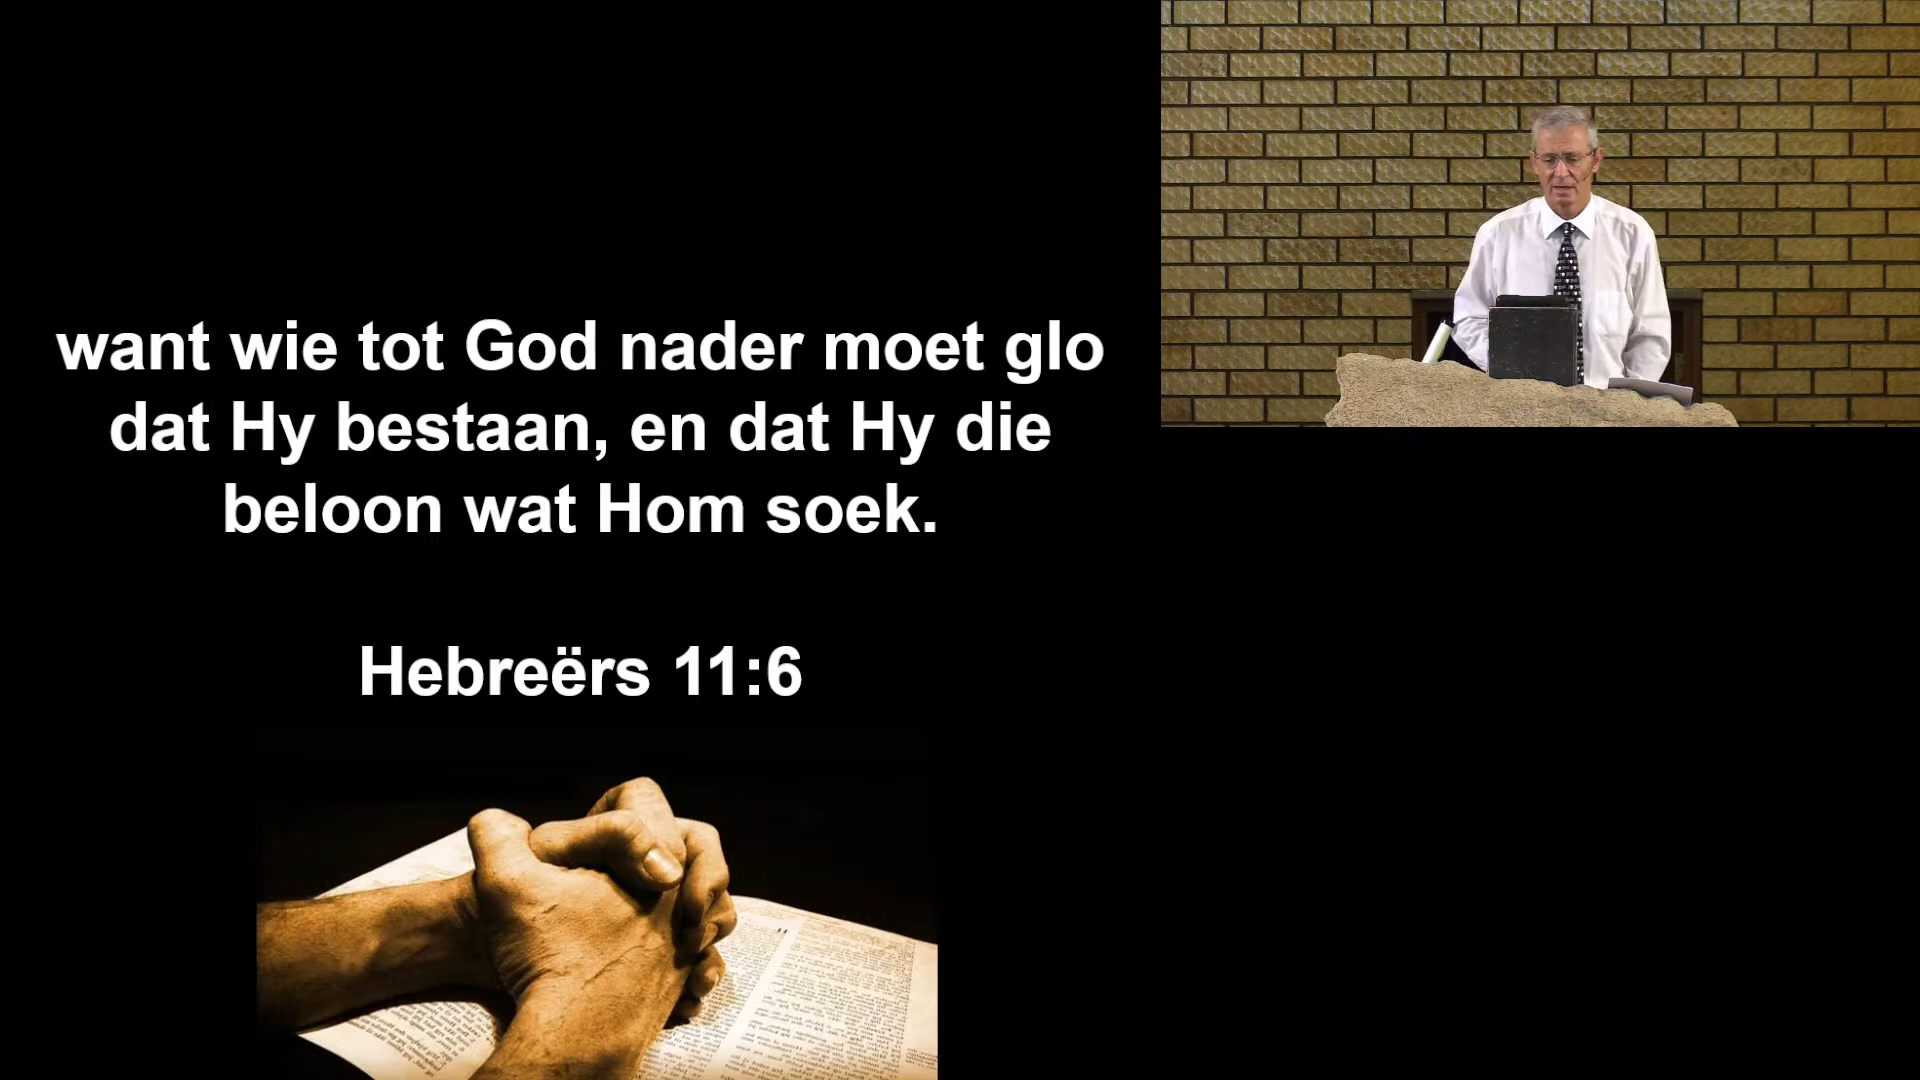 want wie tot God nader moet glo
dat Hy bestaan, en dat Hy die
beloon wat Hom soek.
Hebreërs 11:6